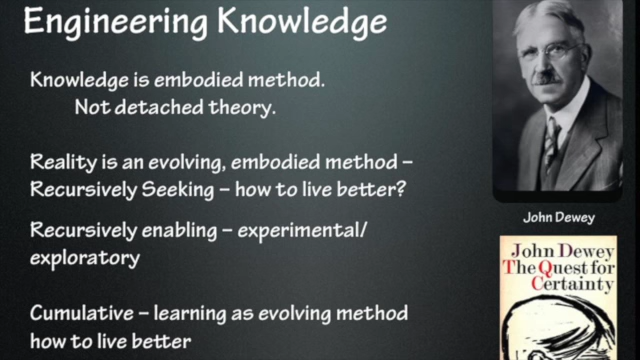 Engineering Knowledge
Knowledge is embodied method.
Not detached theory.
Reality is an evolving, embodied method –
Recursively Seeking – how to live better?
Recursively enabling – experimental/
exploratory
Cumulative – learning as evolving method
how to live better
John Dewey
John Dewey
The Quest for
Certainty